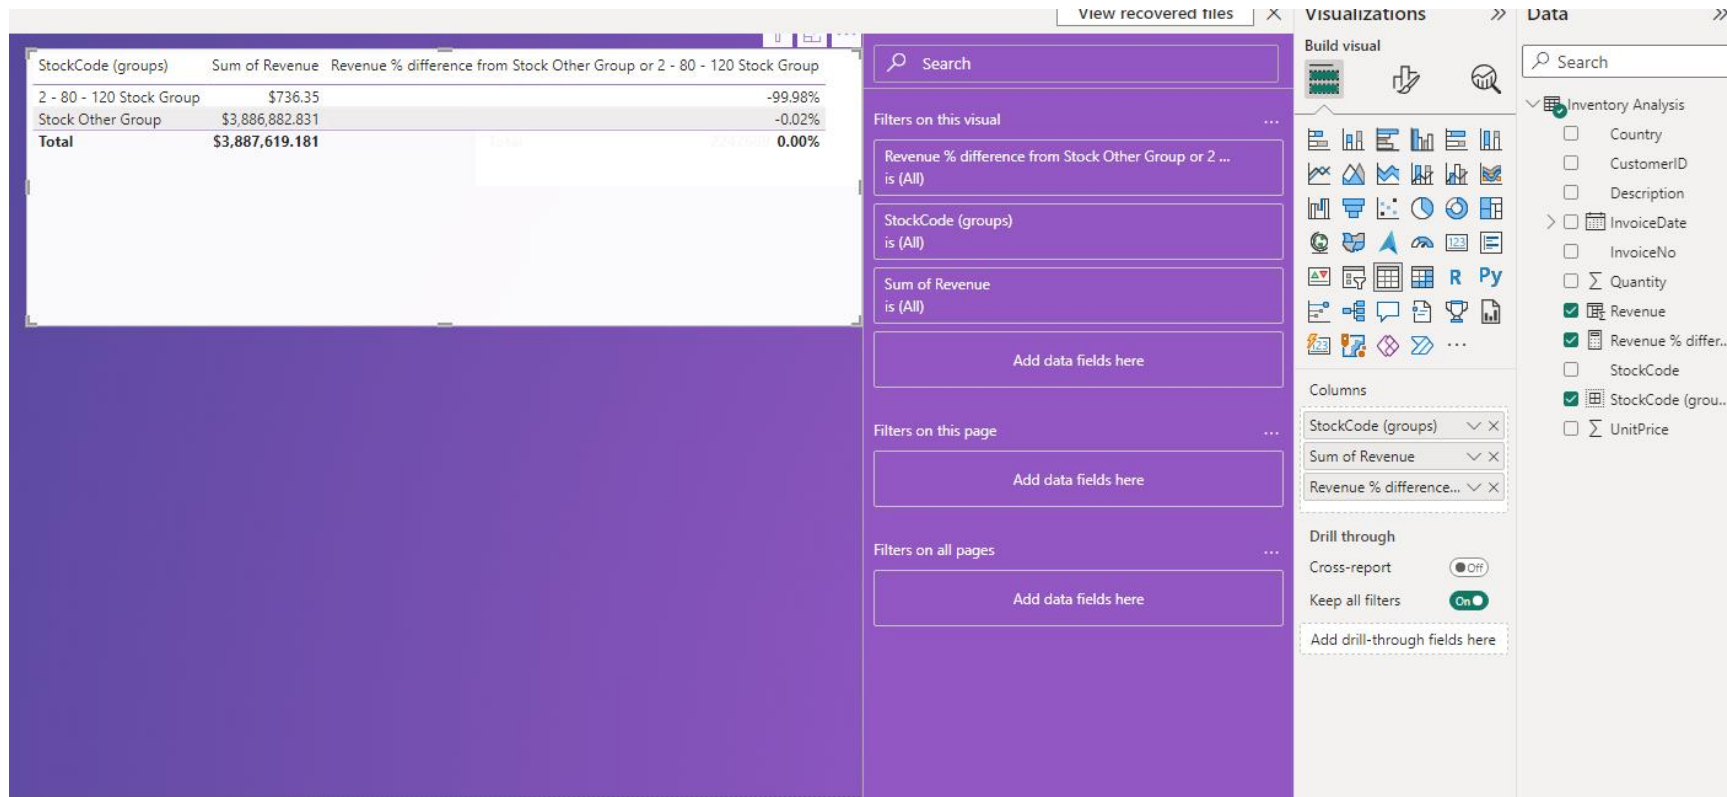 View recovered files
StockCode (groups) Sum of Revenue Revenue % difference from Stock Other Group or 2 - 80 - 120 Stock Group
2 - 80 - 120 Stock Group $736.35 -99.98%
Stock Other Group $3,886,882.831 -0.02%
Total $3,887,619.181 0.00%
Search
Filters on this visual
Revenue % difference from Stock Other Group or 2 ...
is (All)
StockCode (groups)
is (All)
Sum of Revenue
is (All)
Add data fields here
Filters on this page
Add data fields here
Filters on all pages
Add data fields here
Visualizations
Build visual
123
R Py
123
Columns
StockCode (groups)
Sum of Revenue
Revenue % difference...
Drill through
Cross-report Off
Keep all filters On
Add drill-through fields here
Data
Search
Inventory Analysis
Country
CustomerID
Description
InvoiceDate
InvoiceNo
Quantity
Revenue
Revenue % differ...
StockCode
StockCode (grou...
UnitPrice